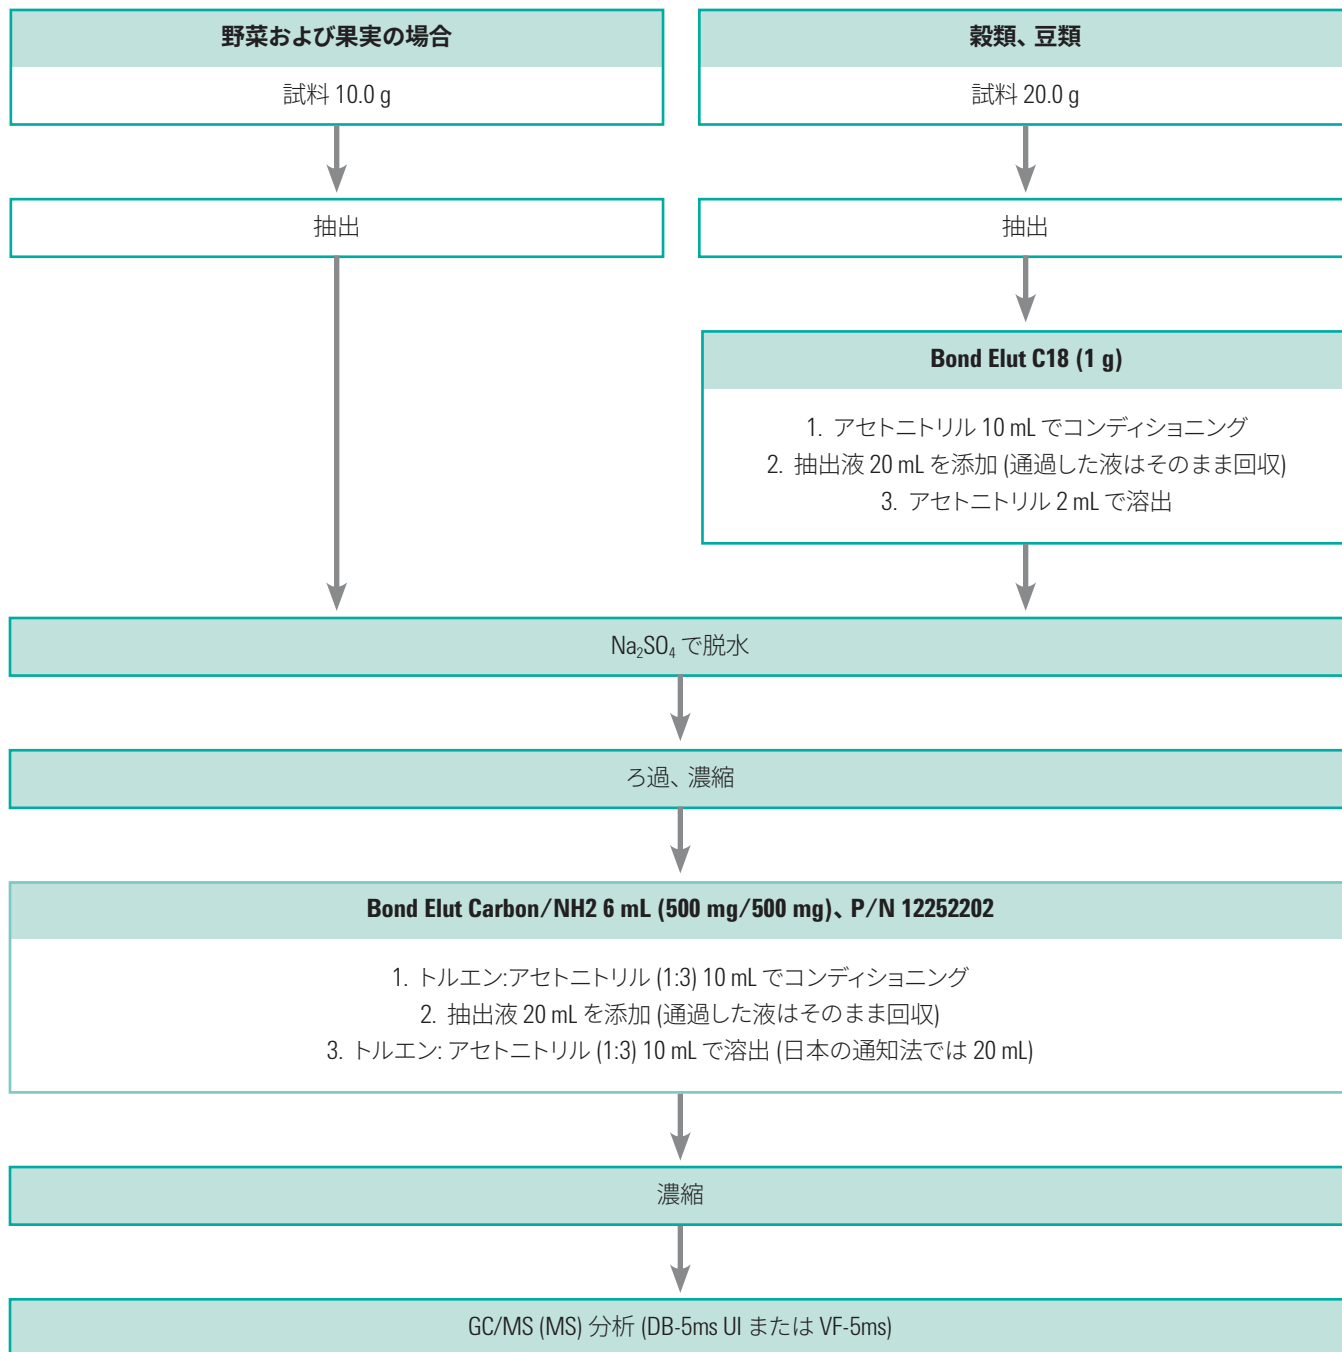 野菜および果実の場合
試料 10.0 g
穀類、豆類
試料 20.0 g
抽出
抽出
Bond Elut C18 (1 g)
1. アセトニトリル 10 mL でコンディショニング
2. 抽出液 20 mL を添加 (通過した液はそのまま回収)
3. アセトニトリル 2 mL で溶出
Na₂SO₄ で脱水
ろ過、濃縮
Bond Elut Carbon/NH2 6 mL (500 mg/500 mg)、P/N 12252202
1. トルエン:アセトニトリル (1:3) 10 mL でコンディショニング
2. 抽出液 20 mL を添加 (通過した液はそのまま回収)
3. トルエン: アセトニトリル (1:3) 10 mL で溶出 (日本の通知法では 20 mL)
濃縮
GC/MS (MS) 分析 (DB-5ms UI または VF-5ms)